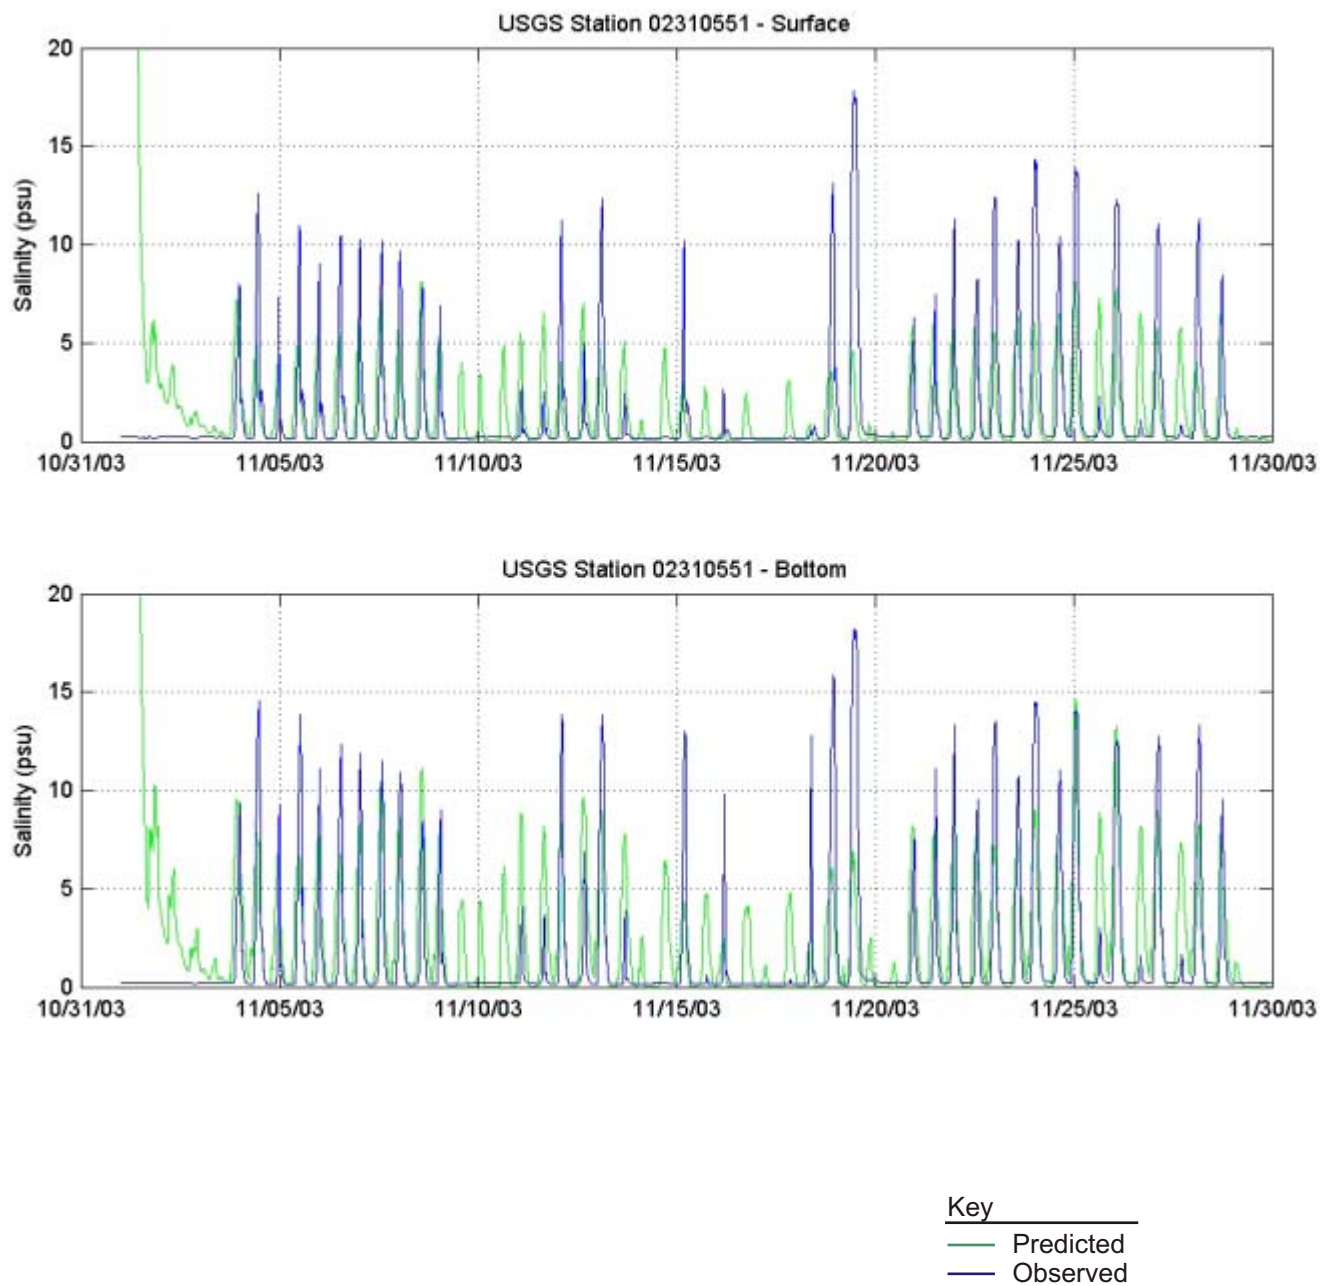 USGS Station 02310551 - Surface
20
15
10
5
0
Salinity (psu)
10/31/03 11/05/03 11/10/03 11/15/03 11/20/03 11/25/03 11/30/03
USGS Station 02310551 - Bottom
20
15
10
5
0
Salinity (psu)
10/31/03 11/05/03 11/10/03 11/15/03 11/20/03 11/25/03 11/30/03
Key
Predicted
Observed